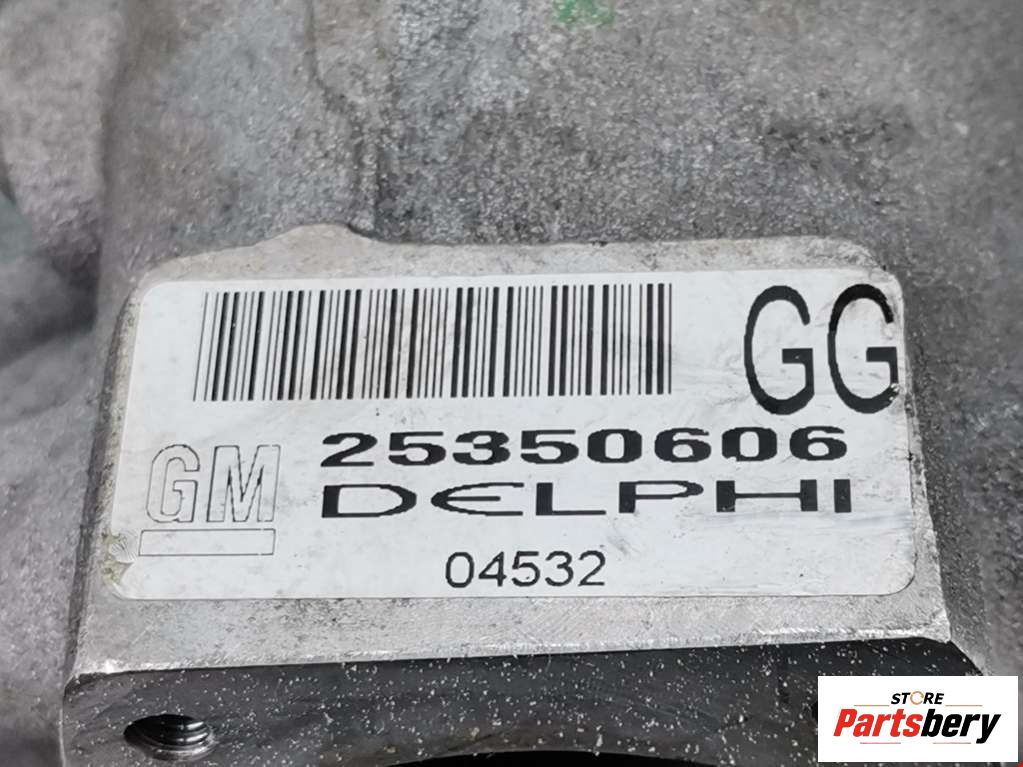 GG
GM
25350606
DELPHI
04532
STORE
Partsbery